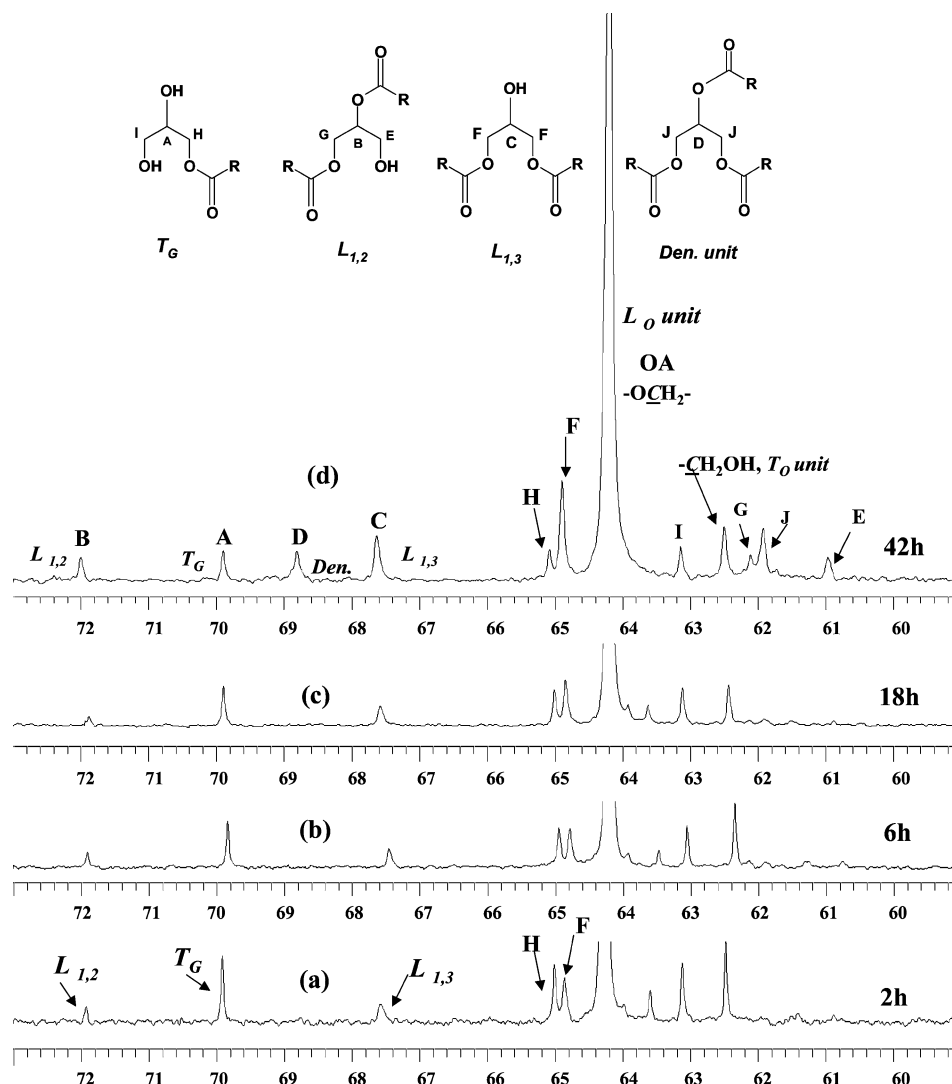 O
R
O
OH
OH
O
R
I
H
A
OH
O
R
O
G
E
B
O
OH
R
O
F
F
C
R
O
O
R
O
O
J
J
D
R
O
O
R
O
O
T_G
L_1,2
L_1,3
Den. unit
L_O unit
OA
-OCH2-
F
-CH2OH, T_O unit
(d)
H
G
J
E
B
A
D
C
I
L_1,2
T_G
Den.
L_1,3
42h
72 71 70 69 68 67 66 65 64 63 62 61 60
(c)
18h
72 71 70 69 68 67 66 65 64 63 62 61 60
(b)
6h
72 71 70 69 68 67 66 65 64 63 62 61 60
H
F
L_1,2
T_G
(a)
L_1,3
2h
72 71 70 69 68 67 66 65 64 63 62 61 60